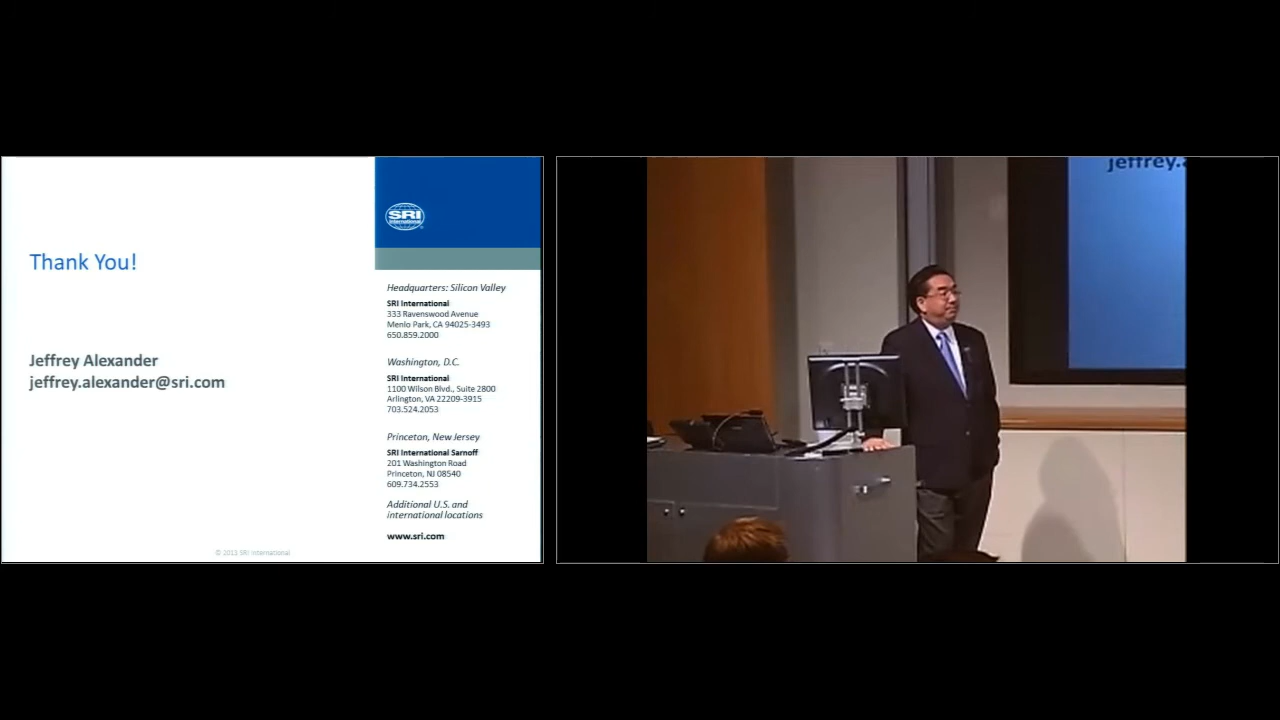 SRI
International
Thank You!
Jeffrey Alexander
jeffrey.alexander@sri.com
Headquarters: Silicon Valley
SRI International
333 Ravenswood Avenue
Menlo Park, CA 94025-3493
650.859.2000
Washington, D.C.
SRI International
1100 Wilson Blvd., Suite 2800
Arlington, VA 22209-3915
703.524.2053
Princeton, New Jersey
SRI International Sarnoff
201 Washington Road
Princeton, NJ 08540
609.734.2553
Additional U.S. and
international locations
www.sri.com
© 2013 SRI International
jeffrey.a